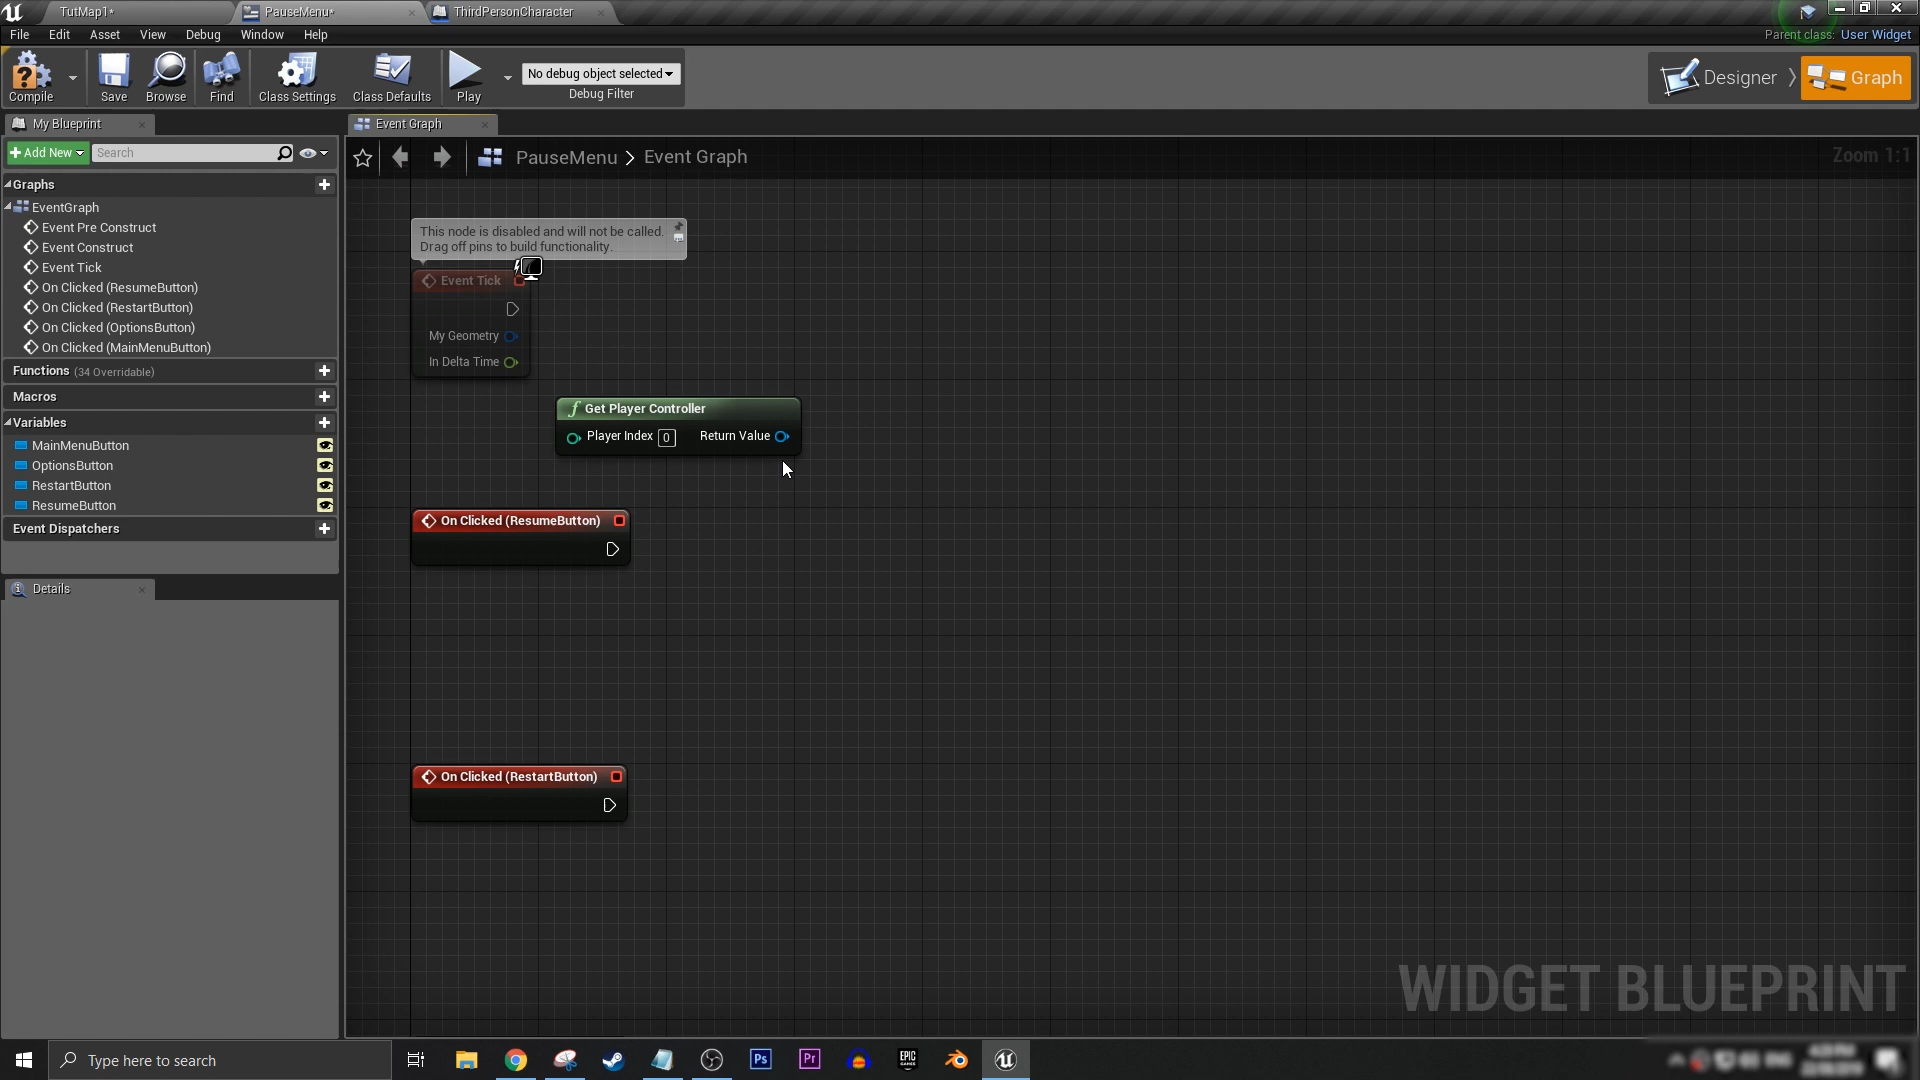 TutMap1*
PauseMenu*
ThirdPersonCharacter
File
Edit
Asset
View
Debug
Window
Help
Parent class: User Widget
Compile
Save
Browse
Find
Class Settings
Class Defaults
Play
No debug object selected
Debug Filter
Designer
Graph
My Blueprint
Event Graph
Add New
Search
PauseMenu > Event Graph
Zoom 1:1
Graphs
EventGraph
Event Pre Construct
Event Construct
Event Tick
On Clicked (ResumeButton)
On Clicked (RestartButton)
On Clicked (OptionsButton)
On Clicked (MainMenuButton)
Functions (34 Overridable)
Macros
Variables
MainMenuButton
OptionsButton
RestartButton
ResumeButton
Event Dispatchers
Details
This node is disabled and will not be called.
Drag off pins to build functionality.
Event Tick
My Geometry
In Delta Time
Get Player Controller
Player Index 0
Return Value
On Clicked (ResumeButton)
On Clicked (RestartButton)
WIDGET BLUEPRINT
Type here to search
Ps
Pr
EPIC
GAMES
ENG